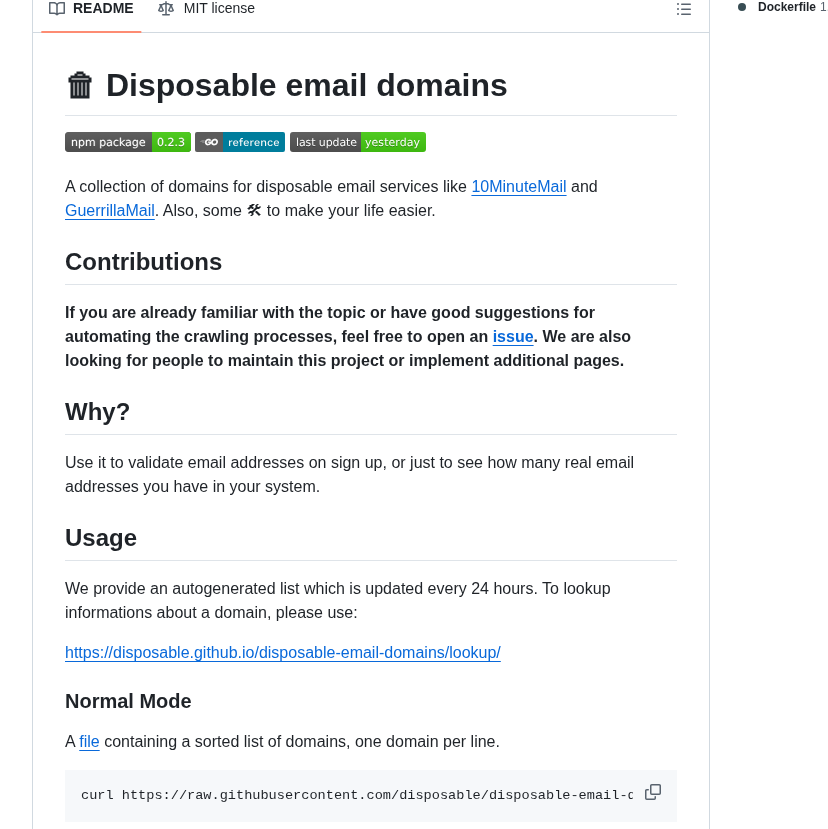 README MIT license
Dockerfile 1
Disposable email domains
npm package 0.2.3 GO reference last update yesterday
A collection of domains for disposable email services like 10MinuteMail and
GuerrillaMail. Also, some 🛠 to make your life easier.
Contributions
If you are already familiar with the topic or have good suggestions for
automating the crawling processes, feel free to open an issue. We are also
looking for people to maintain this project or implement additional pages.
Why?
Use it to validate email addresses on sign up, or just to see how many real email
addresses you have in your system.
Usage
We provide an autogenerated list which is updated every 24 hours. To lookup
informations about a domain, please use:
https://disposable.github.io/disposable-email-domains/lookup/
Normal Mode
A file containing a sorted list of domains, one domain per line.
curl https://raw.githubusercontent.com/disposable/disposable-email-